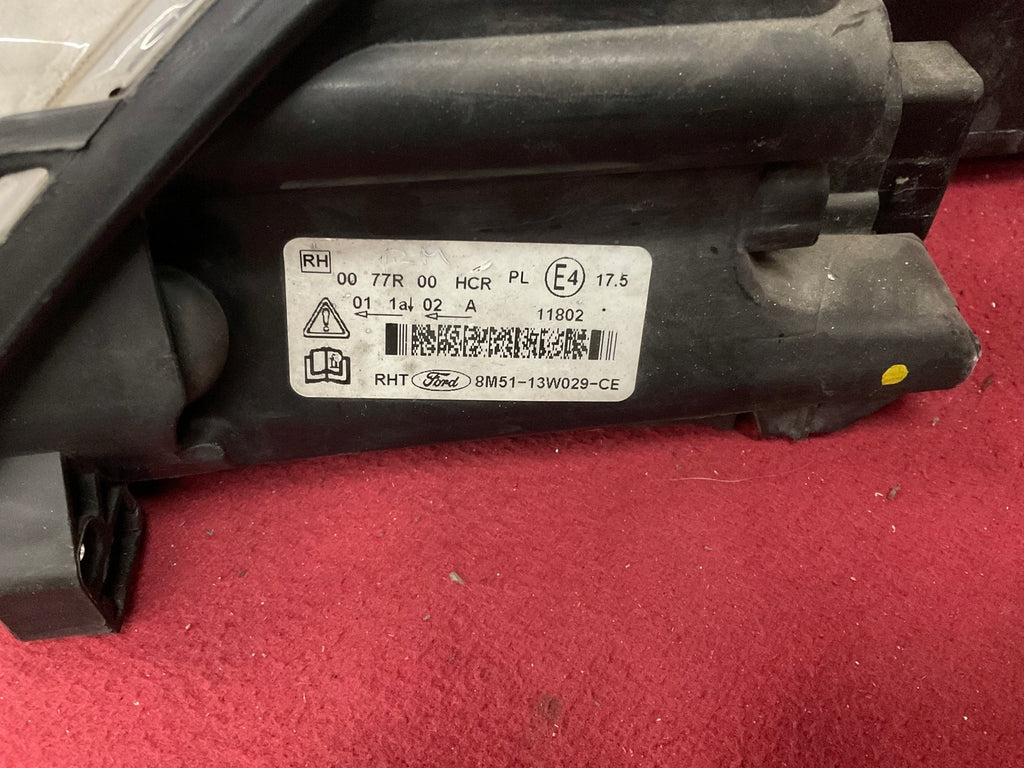 RH
00 77R 00 HCR PL E4 17.5
01 1a 02 A
11802
RHT Ford 8M51-13W029-CE